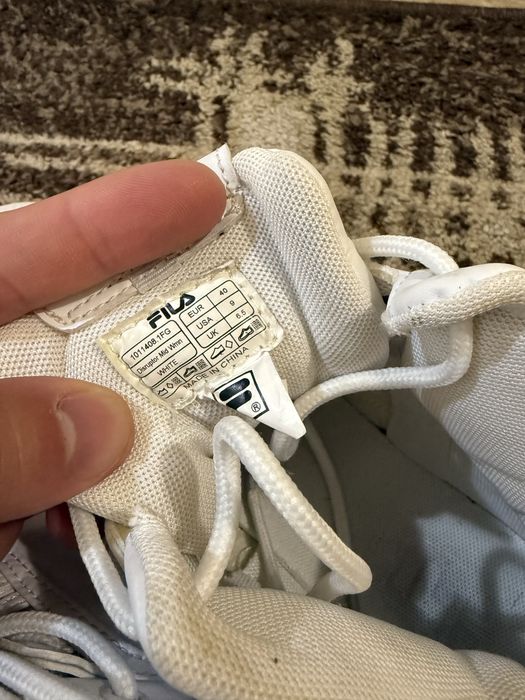 FILA
1011408.1FG
Disruptor Mid Wmn
WHITE
EUR 40
USA 9
UK 6.5
MADE IN CHINA
®